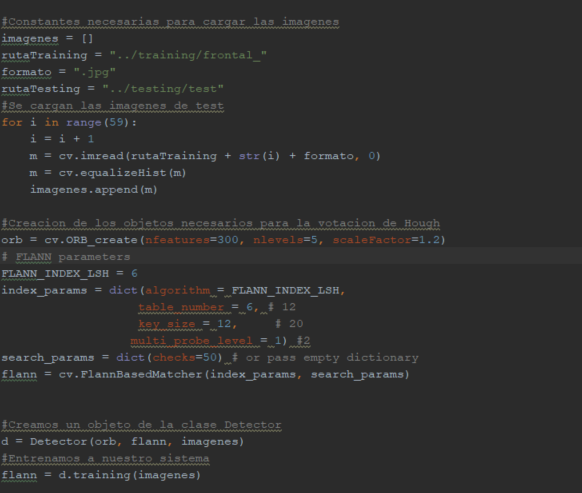 #Constantes necesarias para cargar las imagenes
imagenes = []
rutaTraining = "../training/frontal_"
formato = ".jpg"
rutaTesting = "../testing/test"
#Se cargan las imagenes de test
for i in range(59):
    i = i + 1
    m = cv.imread(rutaTraining + str(i) + formato, 0)
    m = cv.equalizeHist(m)
    imagenes.append(m)
#Creacion de los objetos necesarios para la votacion de Hough
orb = cv.ORB_create(nfeatures=300, nlevels=5, scaleFactor=1.2)
# FLANN parameters
FLANN_INDEX_LSH = 6
index_params = dict(algorithm = FLANN_INDEX_LSH,
                    table_number = 6, # 12
                    key_size = 12,     # 20
                   multi_probe_level = 1) #2
search_params = dict(checks=50) # or pass empty dictionary
flann = cv.FlannBasedMatcher(index_params, search_params)
#Creamos un objeto de la clase Detector
d = Detector(orb, flann, imagenes)
#Entrenamos a nuestro sistema
flann = d.training(imagenes)